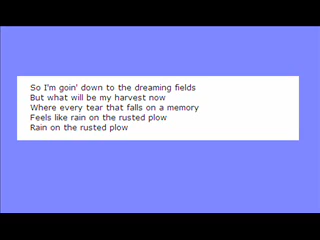 So I'm goin' down to the dreaming fields
But what will be my harvest now
Where every tear that falls on a memory
Feels like rain on the rusted plow
Rain on the rusted plow